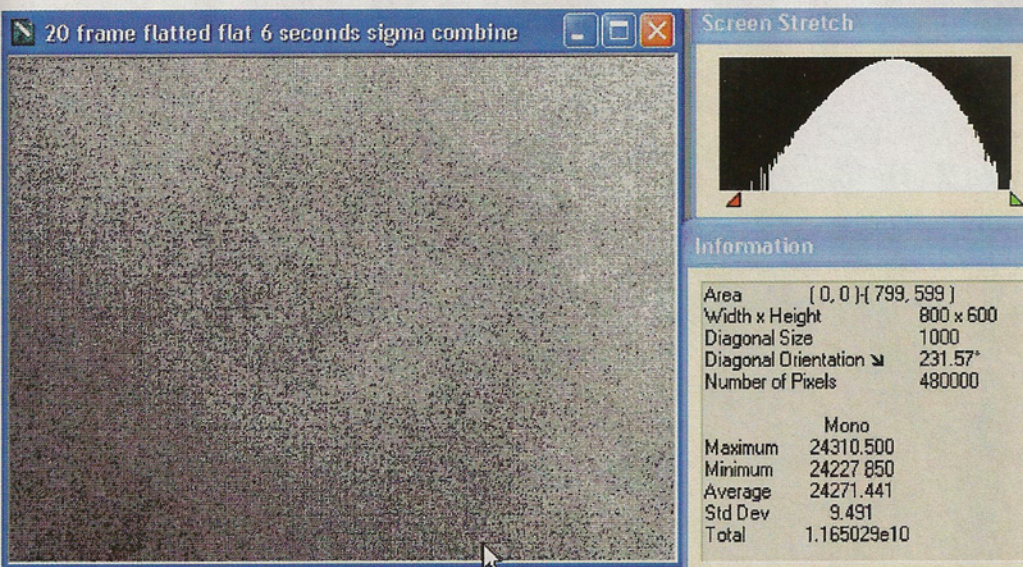 20 frame flatted flat 6 seconds sigma combine
Screen Stretch
Information
Area ( 0, 0 )-( 799, 599 )
Width x Height 800 x 600
Diagonal Size 1000
Diagonal Orientation ↘ 231.57°
Number of Pixels 480000
Mono
Maximum 24310.500
Minimum 24227.850
Average 24271.441
Std Dev 9.491
Total 1.165029e10